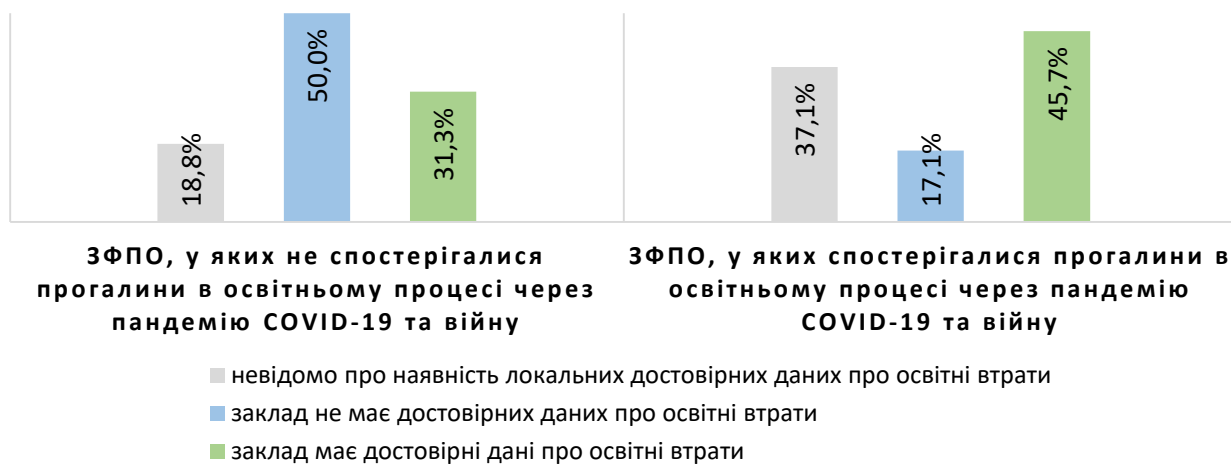 18,8%
50,0%
31,3%
37,1%
17,1%
45,7%
ЗФПО, у яких не спостерігалися
прогалини в освітньому процесі через
пандемію COVID-19 та війну
ЗФПО, у яких спостерігалися прогалини в
освітньому процесі через пандемію
COVID-19 та війну
невідомо про наявність локальних достовірних даних про освітні втрати
заклад не має достовірних даних про освітні втрати
заклад має достовірні дані про освітні втрати